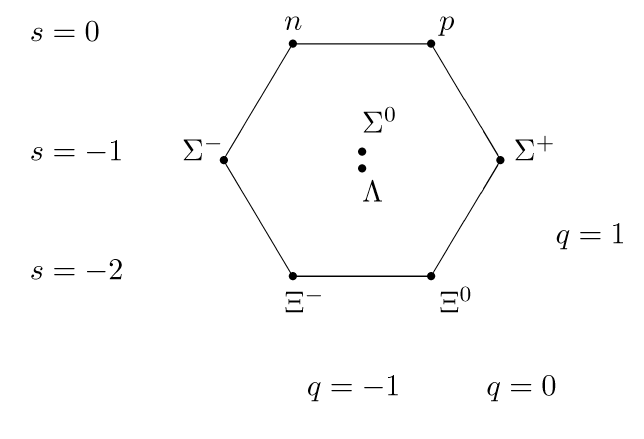 s = 0
n
p
Σ⁰
s = −1
Σ⁻
Σ⁺
Λ
q = 1
s = −2
Ξ⁻
Ξ⁰
q = −1
q = 0